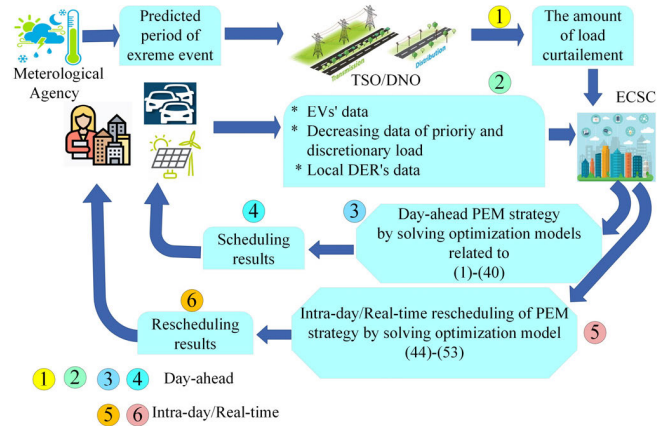 Predicted
period of
exreme event
Meterological
Agency
TSO/DNO
Transmission
Distribution
1
The amount
of load
curtailement
ECSC
2
* EVs' data
* Decreasing data of prioriy and
discretionary load
* Local DER's data
3
Day-ahead PEM strategy
by solving optimization models
related to
(1)-(40)
4
Scheduling
results
5
Intra-day/Real-time rescheduling of PEM
strategy by solving optimization model
(44)-(53)
6
Rescheduling
results
1 2 3 4 Day-ahead
5 6 Intra-day/Real-time